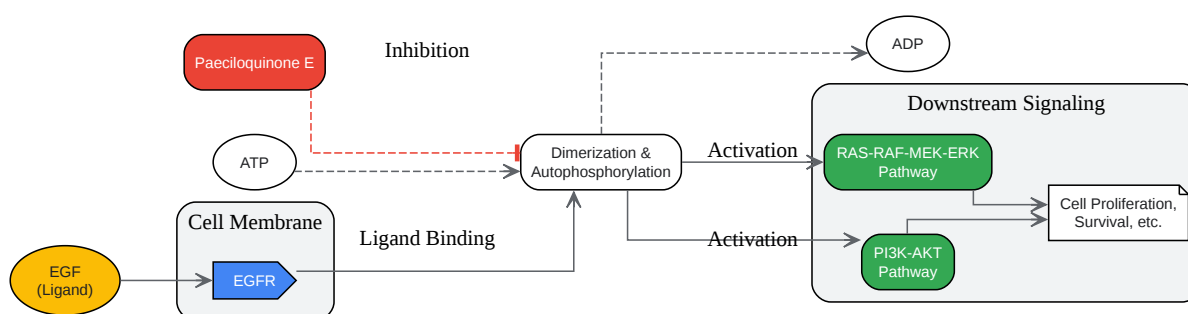 Inhibition
ADP
Paeciloquinone E
Downstream Signaling
ATP
Dimerization &
Autophosphorylation
Activation
RAS-RAF-MEK-ERK
Pathway
Cell Proliferation,
Survival, etc.
Cell Membrane
Ligand Binding
Activation
PI3K-AKT
Pathway
EGF
(Ligand)
EGFR